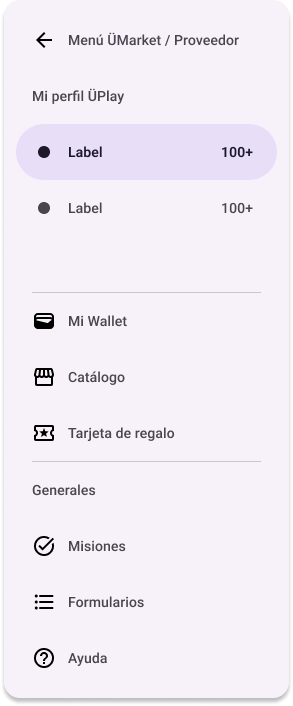 Menú ÜMarket / Proveedor
Mi perfil ÜPlay
Label 100+
Label 100+
Mi Wallet
Catálogo
Tarjeta de regalo
Generales
Misiones
Formularios
Ayuda